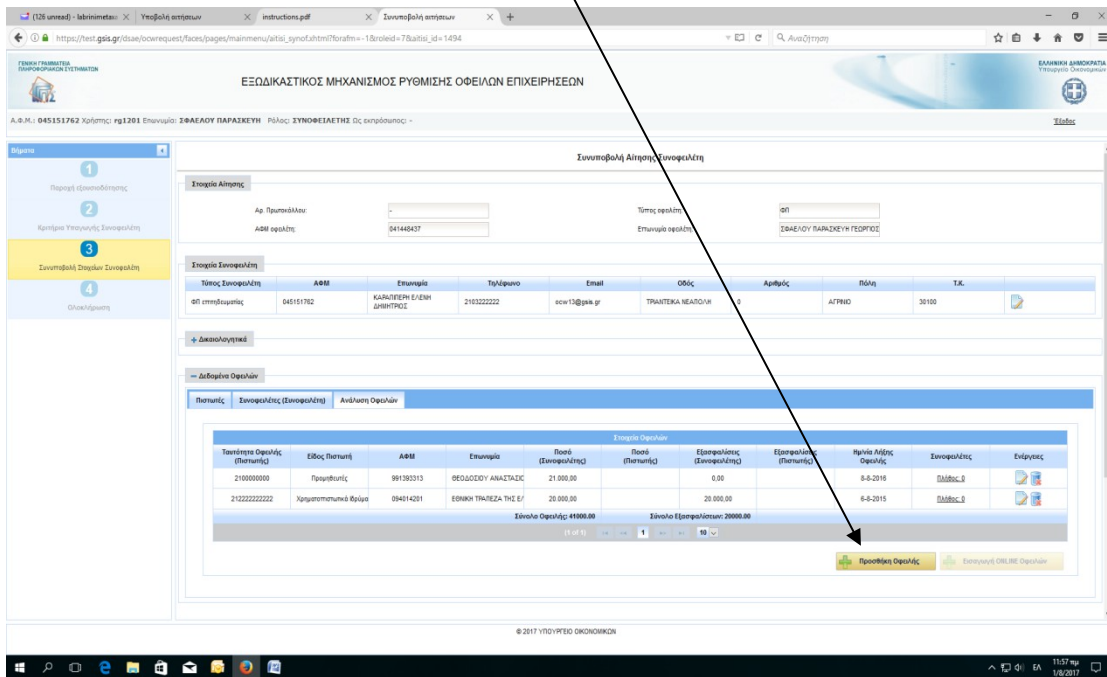 (126 unread) - labrinimetaxa
Υποβολή αιτήσεων
instructions.pdf
Συνυποβολή αιτήσεων
https://test.gsis.gr/dsae/ocwrequest/faces/pages/mainmenu/aitisi_synof.xhtml?forafm=-1&roleid=7&aitisi_id=1494
Αναζήτηση
ΓΕΝΙΚΗ ΓΡΑΜΜΑΤΕΙΑ
ΠΛΗΡΟΦΟΡΙΑΚΩΝ ΣΥΣΤΗΜΑΤΩΝ
ΕΞΩΔΙΚΑΣΤΙΚΟΣ ΜΗΧΑΝΙΣΜΟΣ ΡΥΘΜΙΣΗΣ ΟΦΕΙΛΩΝ ΕΠΙΧΕΙΡΗΣΕΩΝ
ΕΛΛΗΝΙΚΗ ΔΗΜΟΚΡΑΤΙΑ
Υπουργείο Οικονομικών
Α.Φ.Μ.: 045151762 Χρήστης: rg1201 Επωνυμία: ΣΦΑΕΛΟΥ ΠΑΡΑΣΚΕΥΗ Ρόλος: ΣΥΝΟΦΕΙΛΕΤΗΣ Ως εκπρόσωπος: -
Έξοδος
Βήματα
1
Παροχή εξουσιοδότησης
2
Κριτήρια Υπαγωγής Συνοφειλέτη
3
Συνυποβολή Στοιχείων Συνοφειλέτη
4
Ολοκλήρωση
Συνυποβολή Αίτησης Συνοφειλέτη
Στοιχεία Αίτησης
Αρ. Πρωτοκόλλου: - Τύπος οφειλέτη: ΦΠ
ΑΦΜ οφειλέτη: 041448437 Επωνυμία οφειλέτη: ΣΦΑΕΛΟΥ ΠΑΡΑΣΚΕΥΗ ΓΕΩΡΓΙΟΣ
Στοιχεία Συνοφειλέτη
Τύπος Συνοφειλέτη ΑΦΜ Επωνυμία Τηλέφωνο Email Οδός Αριθμός Πόλη Τ.Κ.
ΦΠ επιτηδευματίας 045151762 ΚΑΡΑΠΙΠΕΡΗ ΕΛΕΝΗ ΔΗΜΗΤΡΙΟΣ 2103222222 ocw13@gsis.gr ΤΡΙΑΝΤΕΙΚΑ ΝΕΑΠΟΛΗ 0 ΑΓΡΙΝΙΟ 30100
Δικαιολογητικά
Δεδομένα Οφειλών
Πιστωτές Συνοφειλέτες (Συνοφειλέτη) Ανάλυση Οφειλών
Στοιχεία Οφειλών
Ταυτότητα Οφειλής (Πιστωτής) Είδος Πιστωτή ΑΦΜ Επωνυμία Ποσό (Συνοφειλέτης) Ποσό (Πιστωτής) Εξασφαλίσεις (Συνοφειλέτης) Εξασφαλίσεις (Πιστωτής) Ημ/νία Λήξης Οφειλής Συνοφειλέτες Ενέργειες
2100000000 Προμηθευτές 991393313 ΘΕΟΔΟΣΙΟΥ ΑΝΑΣΤΑΣΙΟ 21.000,00 0,00 8-8-2016 Πλήθος: 0
212222222222 Χρηματοπιστωτικά Ιδρύμα 094014201 ΕΘΝΙΚΗ ΤΡΑΠΕΖΑ ΤΗΣ ΕΛ 20.000,00 20.000,00 6-8-2015 Πλήθος: 0
Σύνολο Οφειλής: 41000.00 Σύνολο Εξασφαλίσεων: 20000.00
(1 of 1) 1 10
Προσθήκη Οφειλής
Εισαγωγή ONLINE Οφειλών
© 2017 ΥΠΟΥΡΓΕΙΟ ΟΙΚΟΝΟΜΙΚΩΝ
ΕΛ
11:57 πμ
1/8/2017